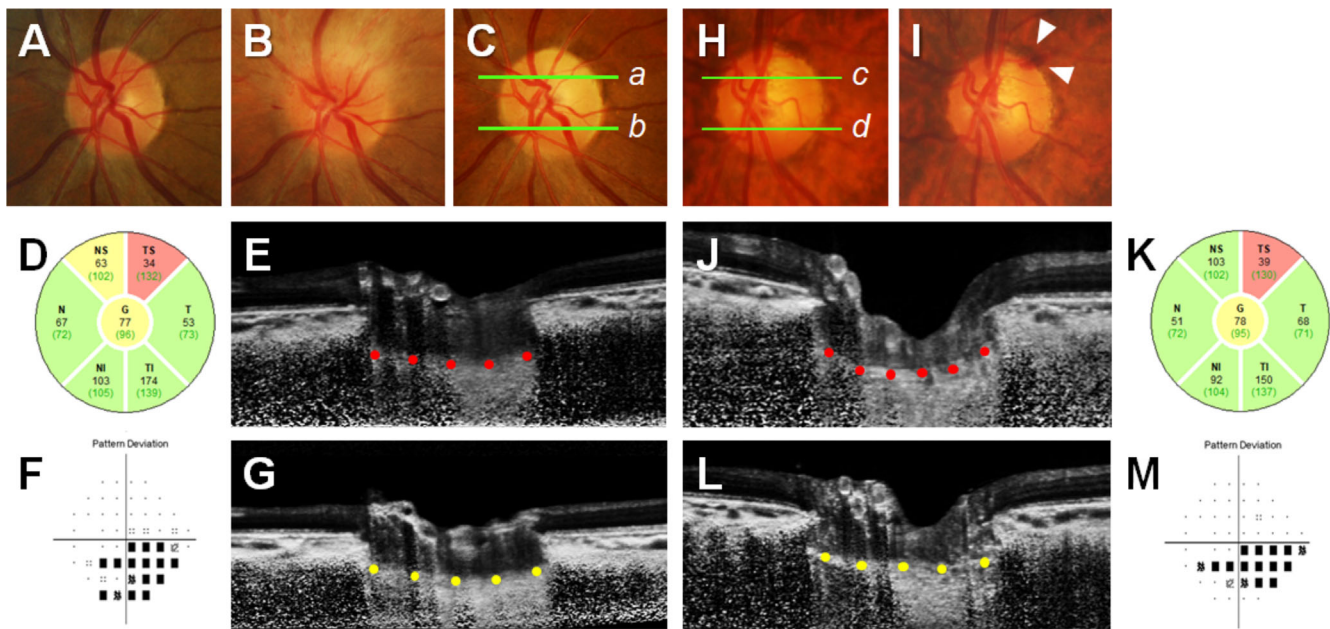 A B C a b H c d I
D
NS 63 (102)
TS 34 (132)
N 67 (72)
G 77 (96)
T 53 (73)
NI 103 (105)
TI 174 (139)
E
J
K
NS 103 (102)
TS 39 (130)
N 51 (72)
G 78 (95)
T 68 (71)
NI 92 (104)
TI 150 (137)
F
Pattern Deviation
G
L
M
Pattern Deviation